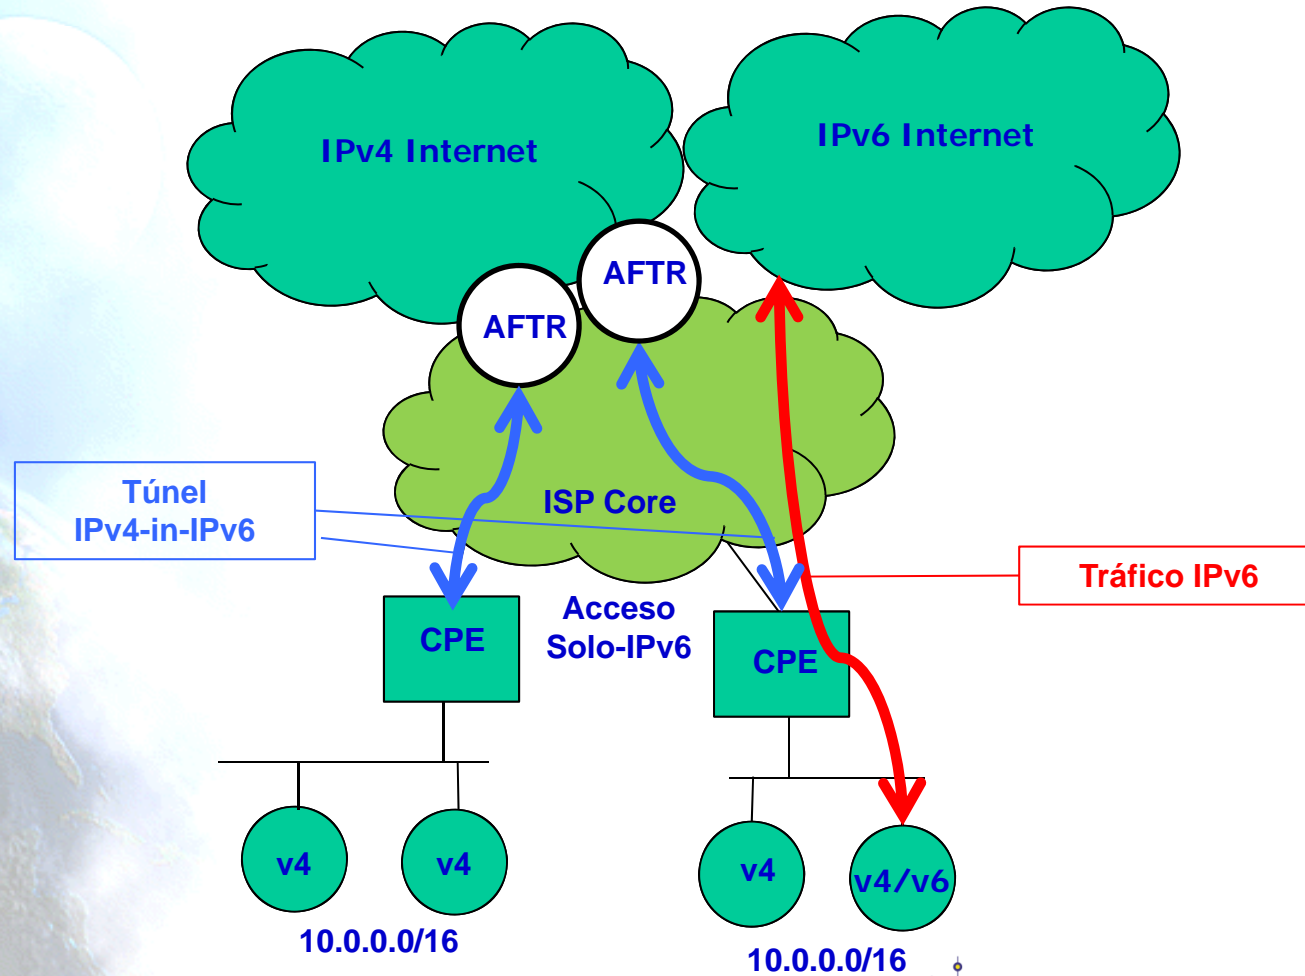 IPv4 Internet
IPv6 Internet
AFTR
AFTR
Túnel
IPv4-in-IPv6
ISP Core
Tráfico IPv6
Acceso
Solo-IPv6
CPE
CPE
v4
v4
v4
v4/v6
10.0.0.0/16
10.0.0.0/16